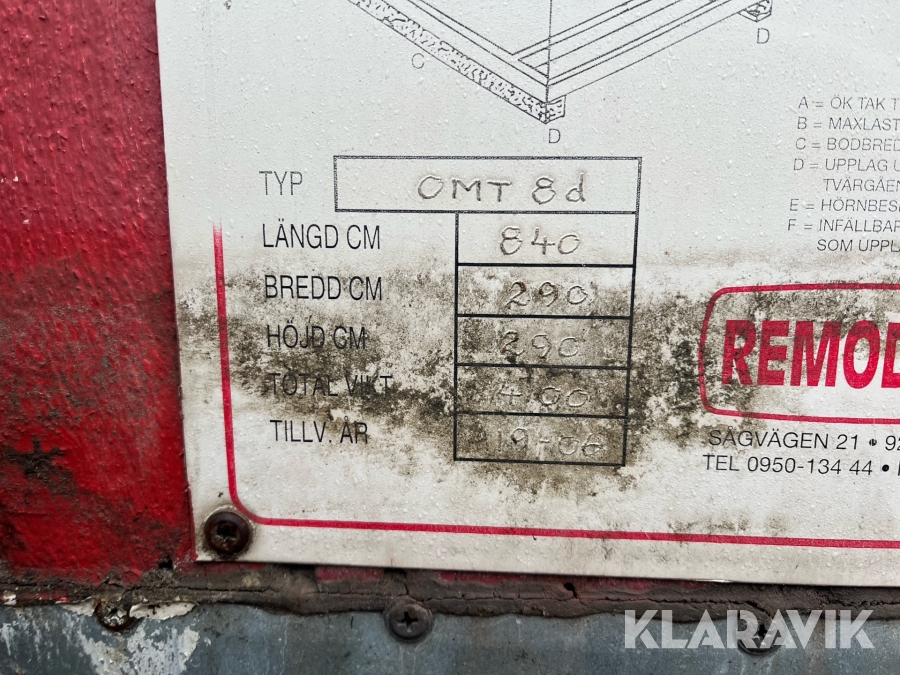 C
D
D
A = ÖK TAK T
B = MAXLAST
C = BODBRED
D = UPPLAG U
TVÄRGÅEN
E = HÖRNBES
F = INFÄLLBAR
SOM UPPL
TYP OMT 8d
LÄNGD CM 840
BREDD CM 290
HÖJD CM 290
TOTAL VIKT 4100
TILLV. ÅR
REMOD
SÅGVÄGEN 21 • 92
TEL 0950-134 44 •
KLARAVIK